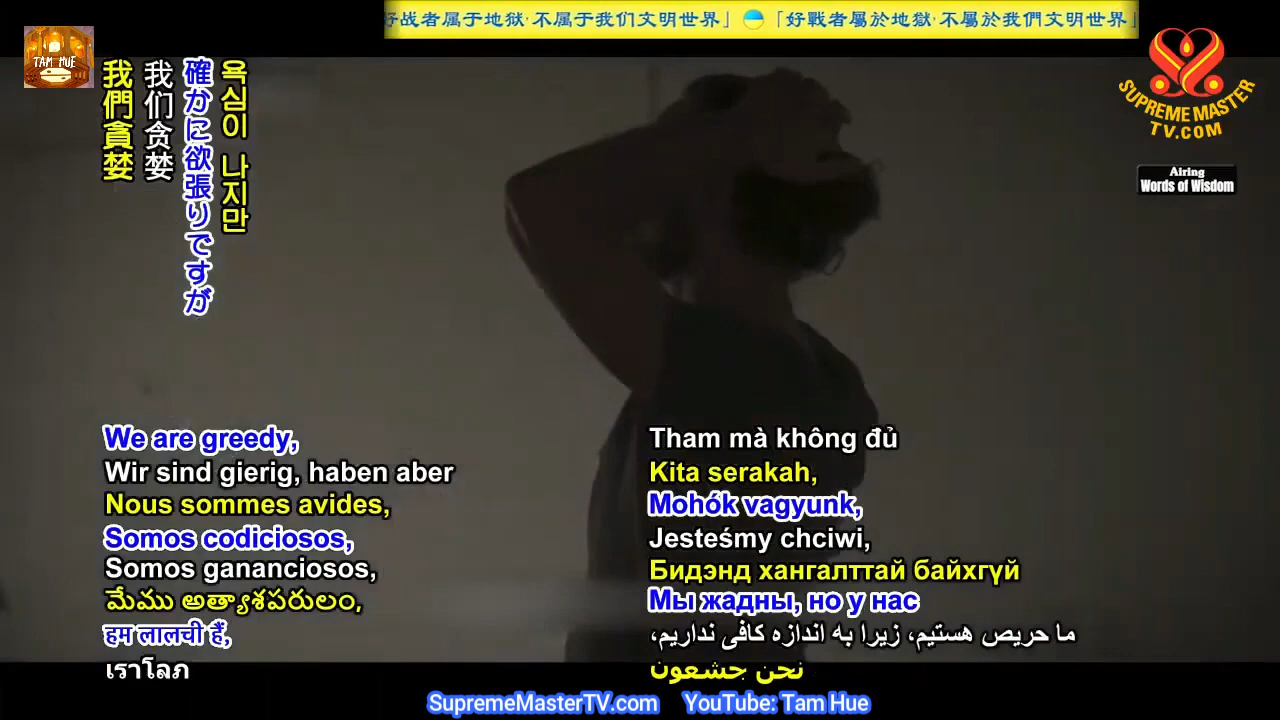 好战者属于地狱，不属于我们文明世界」 「好戰者屬於地獄，不屬於我們文明世界」
TAM HUE
SUPREME MASTER
TV.COM
Airing
Words of Wisdom
욕심이 나지만
確かに欲張りですが
我们贪婪
我們貪婪
We are greedy,
Wir sind gierig, haben aber
Nous sommes avides,
Somos codiciosos,
Somos gananciosos,
మేము అత్యాశపరులం,
हम लालची हैं,
เราโลภ
Tham mà không đủ
Kita serakah,
Mohók vagyunk,
Jesteśmy chciwi,
Бидэнд хангалттай байхгүй
Мы жадны, но у нас
ما حریص هستیم، زیرا به اندازه کافی نداریم،
نحن جشعون
SupremeMasterTV.com YouTube: Tam Hue